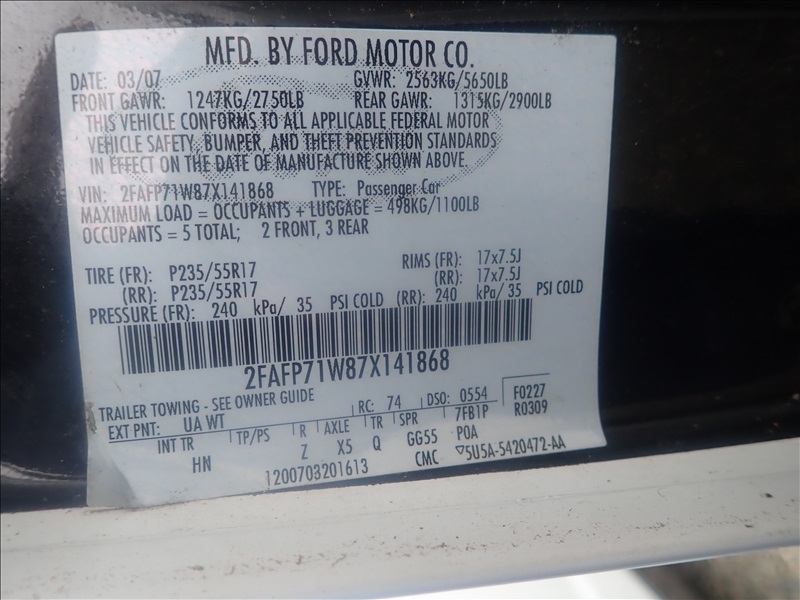 MFD. BY FORD MOTOR CO.
DATE: 03/07 GVWR: 2563KG/5650LB
FRONT GAWR: 1247KG/2750LB REAR GAWR: 1315KG/2900LB
THIS VEHICLE CONFORMS TO ALL APPLICABLE FEDERAL MOTOR
VEHICLE SAFETY, BUMPER, AND THEFT PREVENTION STANDARDS
IN EFFECT ON THE DATE OF MANUFACTURE SHOWN ABOVE.
VIN: 2FAFP71W87X141868 TYPE: Passenger Car
MAXIMUM LOAD = OCCUPANTS + LUGGAGE = 498KG/1100LB
OCCUPANTS = 5 TOTAL; 2 FRONT, 3 REAR
TIRE (FR): P235/55R17 RIMS (FR): 17x7.5J
(RR): P235/55R17 (RR): 17x7.5J
PRESSURE (FR): 240 kPa/ 35 PSI COLD (RR): 240 kPa/ 35 PSI COLD
2FAFP71W87X141868
TRAILER TOWING - SEE OWNER GUIDE RC: 74 DSO: 0554 F0227
EXT PNT: UA WT 7FB1P R0309
INT TR TP/PS R AXLE TR SPR P0A
HN Z X5 Q GG55 CMC 5U5A-5420472-AA
1200703201613